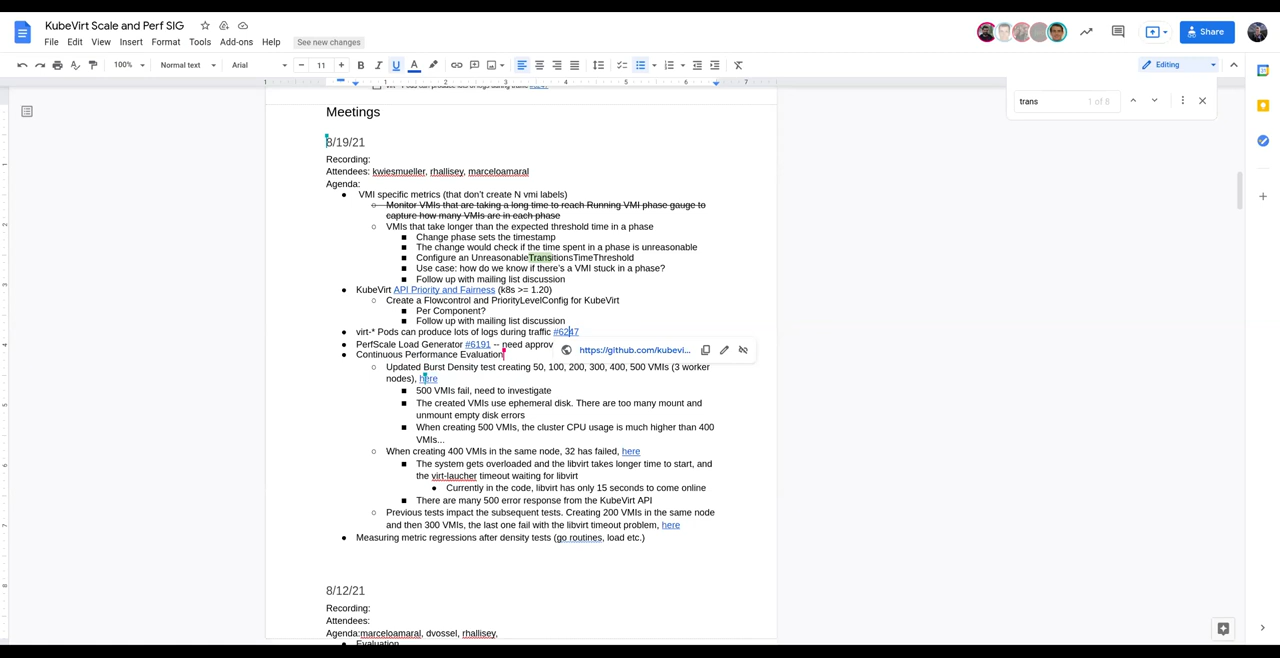 KubeVirt Scale and Perf SIG
File Edit View Insert Format Tools Add-ons Help See new changes
Share
100% Normal text Arial 11 Editing
1 1 2 3 4 5 6 7
trans 1 of 8
Meetings
8/19/21
Recording:
Attendees: kwiesmueller, rhallisey, marceloamaral
Agenda:
VMI specific metrics (that don't create N vmi labels)
Monitor VMIs that are taking a long time to reach Running VMI phase gauge to
capture how many VMIs are in each phase
VMIs that take longer than the expected threshold time in a phase
Change phase sets the timestamp
The change would check if the time spent in a phase is unreasonable
Configure an UnreasonableTransitionsTimeThreshold
Use case: how do we know if there's a VMI stuck in a phase?
Follow up with mailing list discussion
KubeVirt API Priority and Fairness (k8s >= 1.20)
Create a Flowcontrol and PriorityLevelConfig for KubeVirt
Per Component?
Follow up with mailing list discussion
virt-* Pods can produce lots of logs during traffic #6247
PerfScale Load Generator #6191 -- need approv
https://github.com/kubevi...
Continuous Performance Evaluation
Updated Burst Density test creating 50, 100, 200, 300, 400, 500 VMIs (3 worker
nodes), here
500 VMIs fail, need to investigate
The created VMIs use ephemeral disk. There are too many mount and
unmount empty disk errors
When creating 500 VMIs, the cluster CPU usage is much higher than 400
VMIs...
When creating 400 VMIs in the same node, 32 has failed, here
The system gets overloaded and the libvirt takes longer time to start, and
the virt-laucher timeout waiting for libvirt
Currently in the code, libvirt has only 15 seconds to come online
There are many 500 error response from the KubeVirt API
Previous tests impact the subsequent tests. Creating 200 VMIs in the same node
and then 300 VMIs, the last one fail with the libvirt timeout problem, here
Measuring metric regressions after density tests (go routines, load etc.)
8/12/21
Recording:
Attendees:
Agenda:marceloamaral, dvossel, rhallisey,
Evaluation